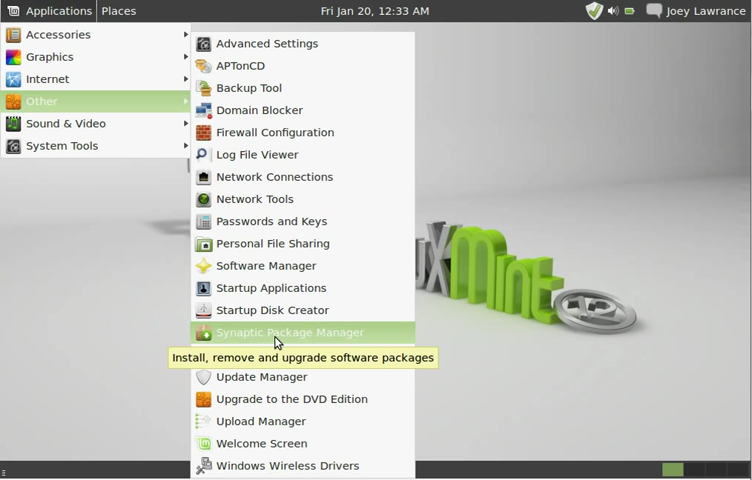 Applications Places Fri Jan 20, 12:33 AM Joey Lawrance
Accessories
Graphics
Internet
Other
Sound & Video
System Tools
Advanced Settings
APTonCD
Backup Tool
Domain Blocker
Firewall Configuration
Log File Viewer
Network Connections
Network Tools
Passwords and Keys
Personal File Sharing
Software Manager
Startup Applications
Startup Disk Creator
Synaptic Package Manager
Install, remove and upgrade software packages
Update Manager
Upgrade to the DVD Edition
Upload Manager
Welcome Screen
Windows Wireless Drivers
uxMint 12